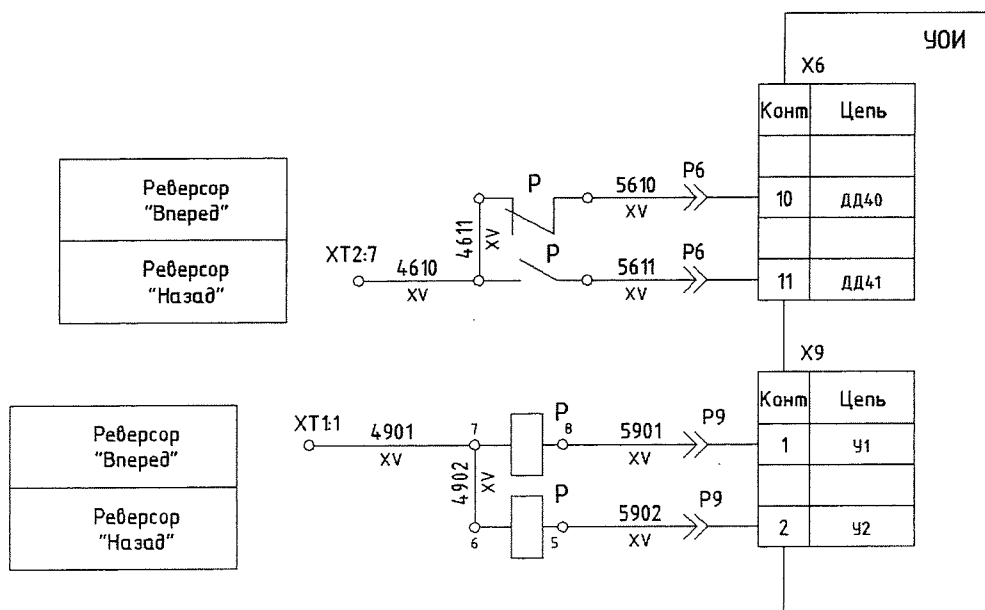 УОИ
X6
Конт Цепь
Реверсор
"Вперед"
P 5610 P6
XV
10 ДД40
4611
XV
Реверсор
"Назад"
XT2:7 4610
XV
P 5611 P6
XV
11 ДД41
X9
Конт Цепь
Реверсор
"Вперед"
XT1:1 4901
XV
7 P 8 5901 P9
XV
1 У1
4902
XV
Реверсор
"Назад"
6 P 5 5902 P9
XV
2 У2